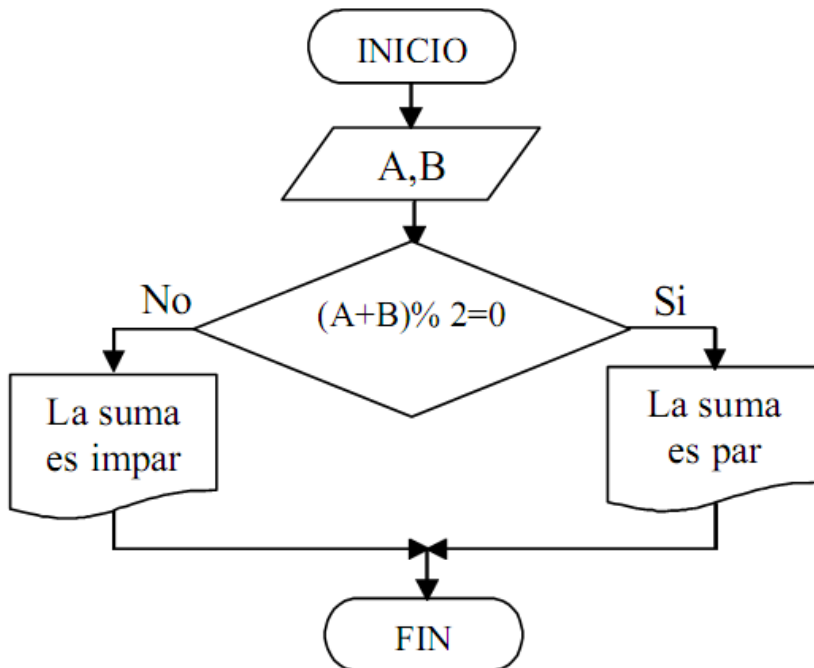 INICIO
A,B
(A+B)% 2=0
No
Si
La suma
es impar
La suma
es par
FIN